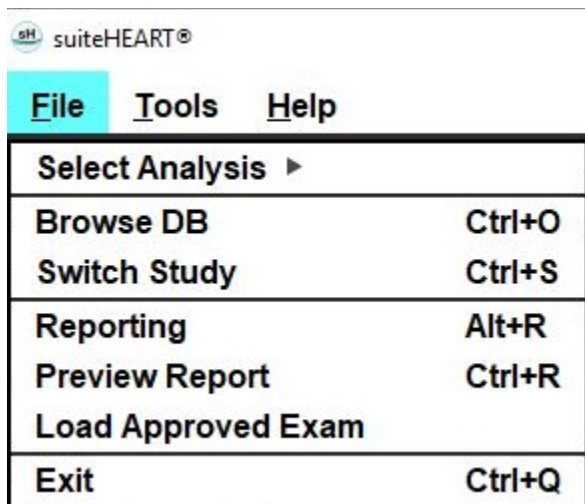 sH suiteHEART®
File Tools Help
Select Analysis ▶
Browse DB Ctrl+O
Switch Study Ctrl+S
Reporting Alt+R
Preview Report Ctrl+R
Load Approved Exam
Exit Ctrl+Q